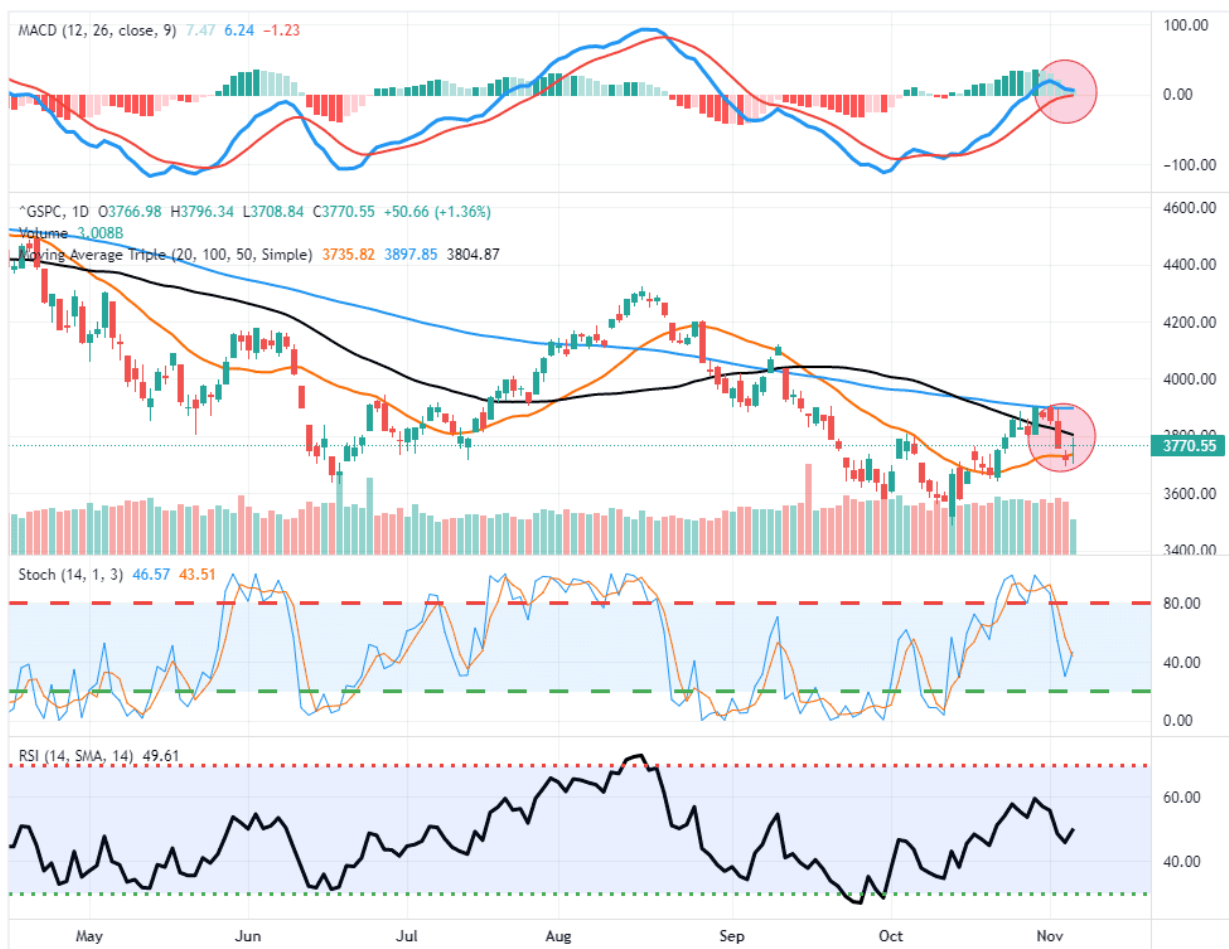 MACD (12, 26, close, 9) 7.47 6.24 −1.23
100.00
0.00
−100.00
^GSPC, 1D O3766.98 H3796.34 L3708.84 C3770.55 +50.66 (+1.36%)
Volume 3.008B
Moving Average Triple (20, 100, 50, Simple) 3735.82 3897.85 3804.87
4600.00
4400.00
4200.00
4000.00
3800.00
3770.55
3600.00
3400.00
Stoch (14, 1, 3) 46.57 43.51
80.00
40.00
0.00
RSI (14, SMA, 14) 49.61
60.00
40.00
May Jun Jul Aug Sep Oct Nov